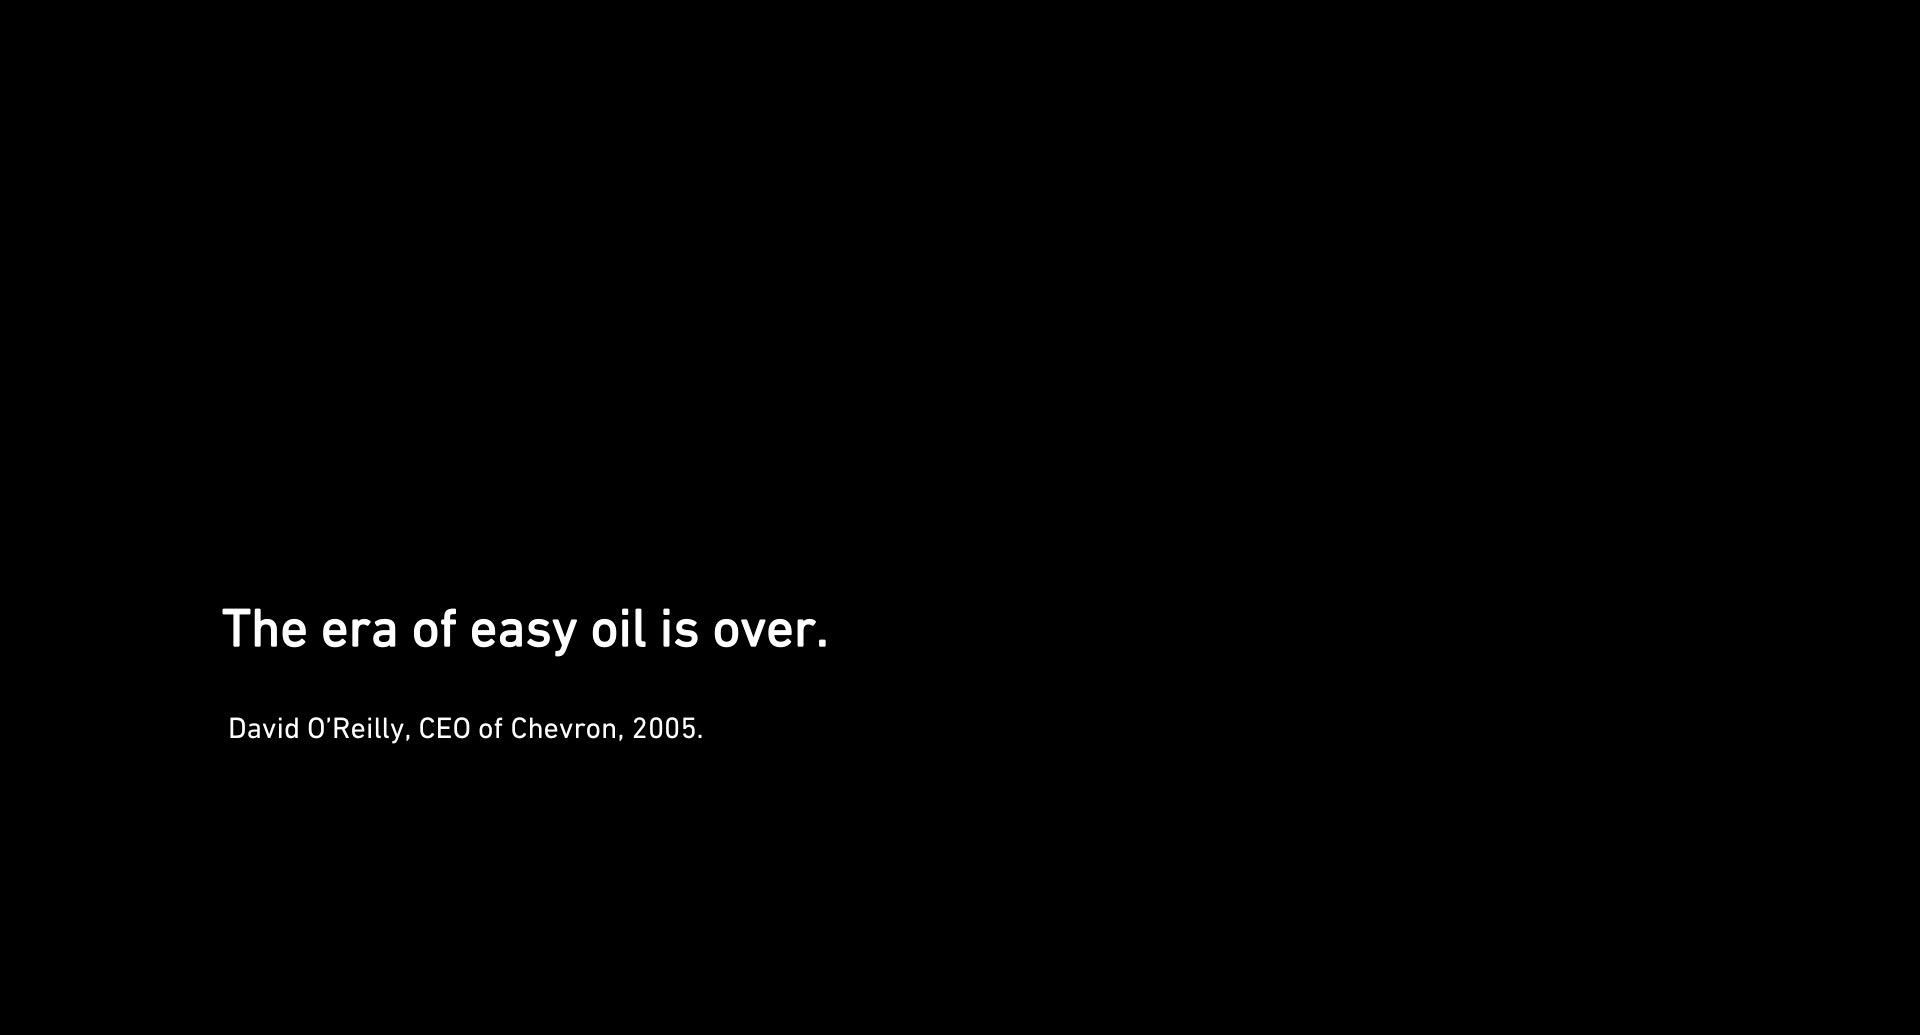 The era of easy oil is over.
David O’Reilly, CEO of Chevron, 2005.